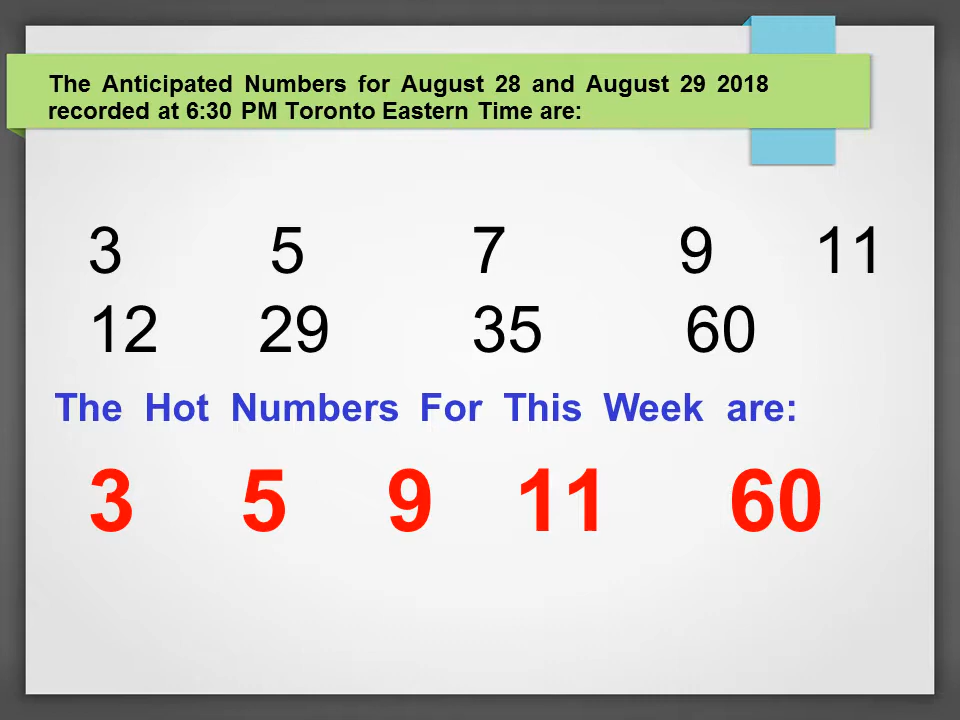 The Anticipated Numbers for August 28 and August 29 2018
recorded at 6:30 PM Toronto Eastern Time are:
3 5 7 9 11
12 29 35 60
The Hot Numbers For This Week are:
3 5 9 11 60